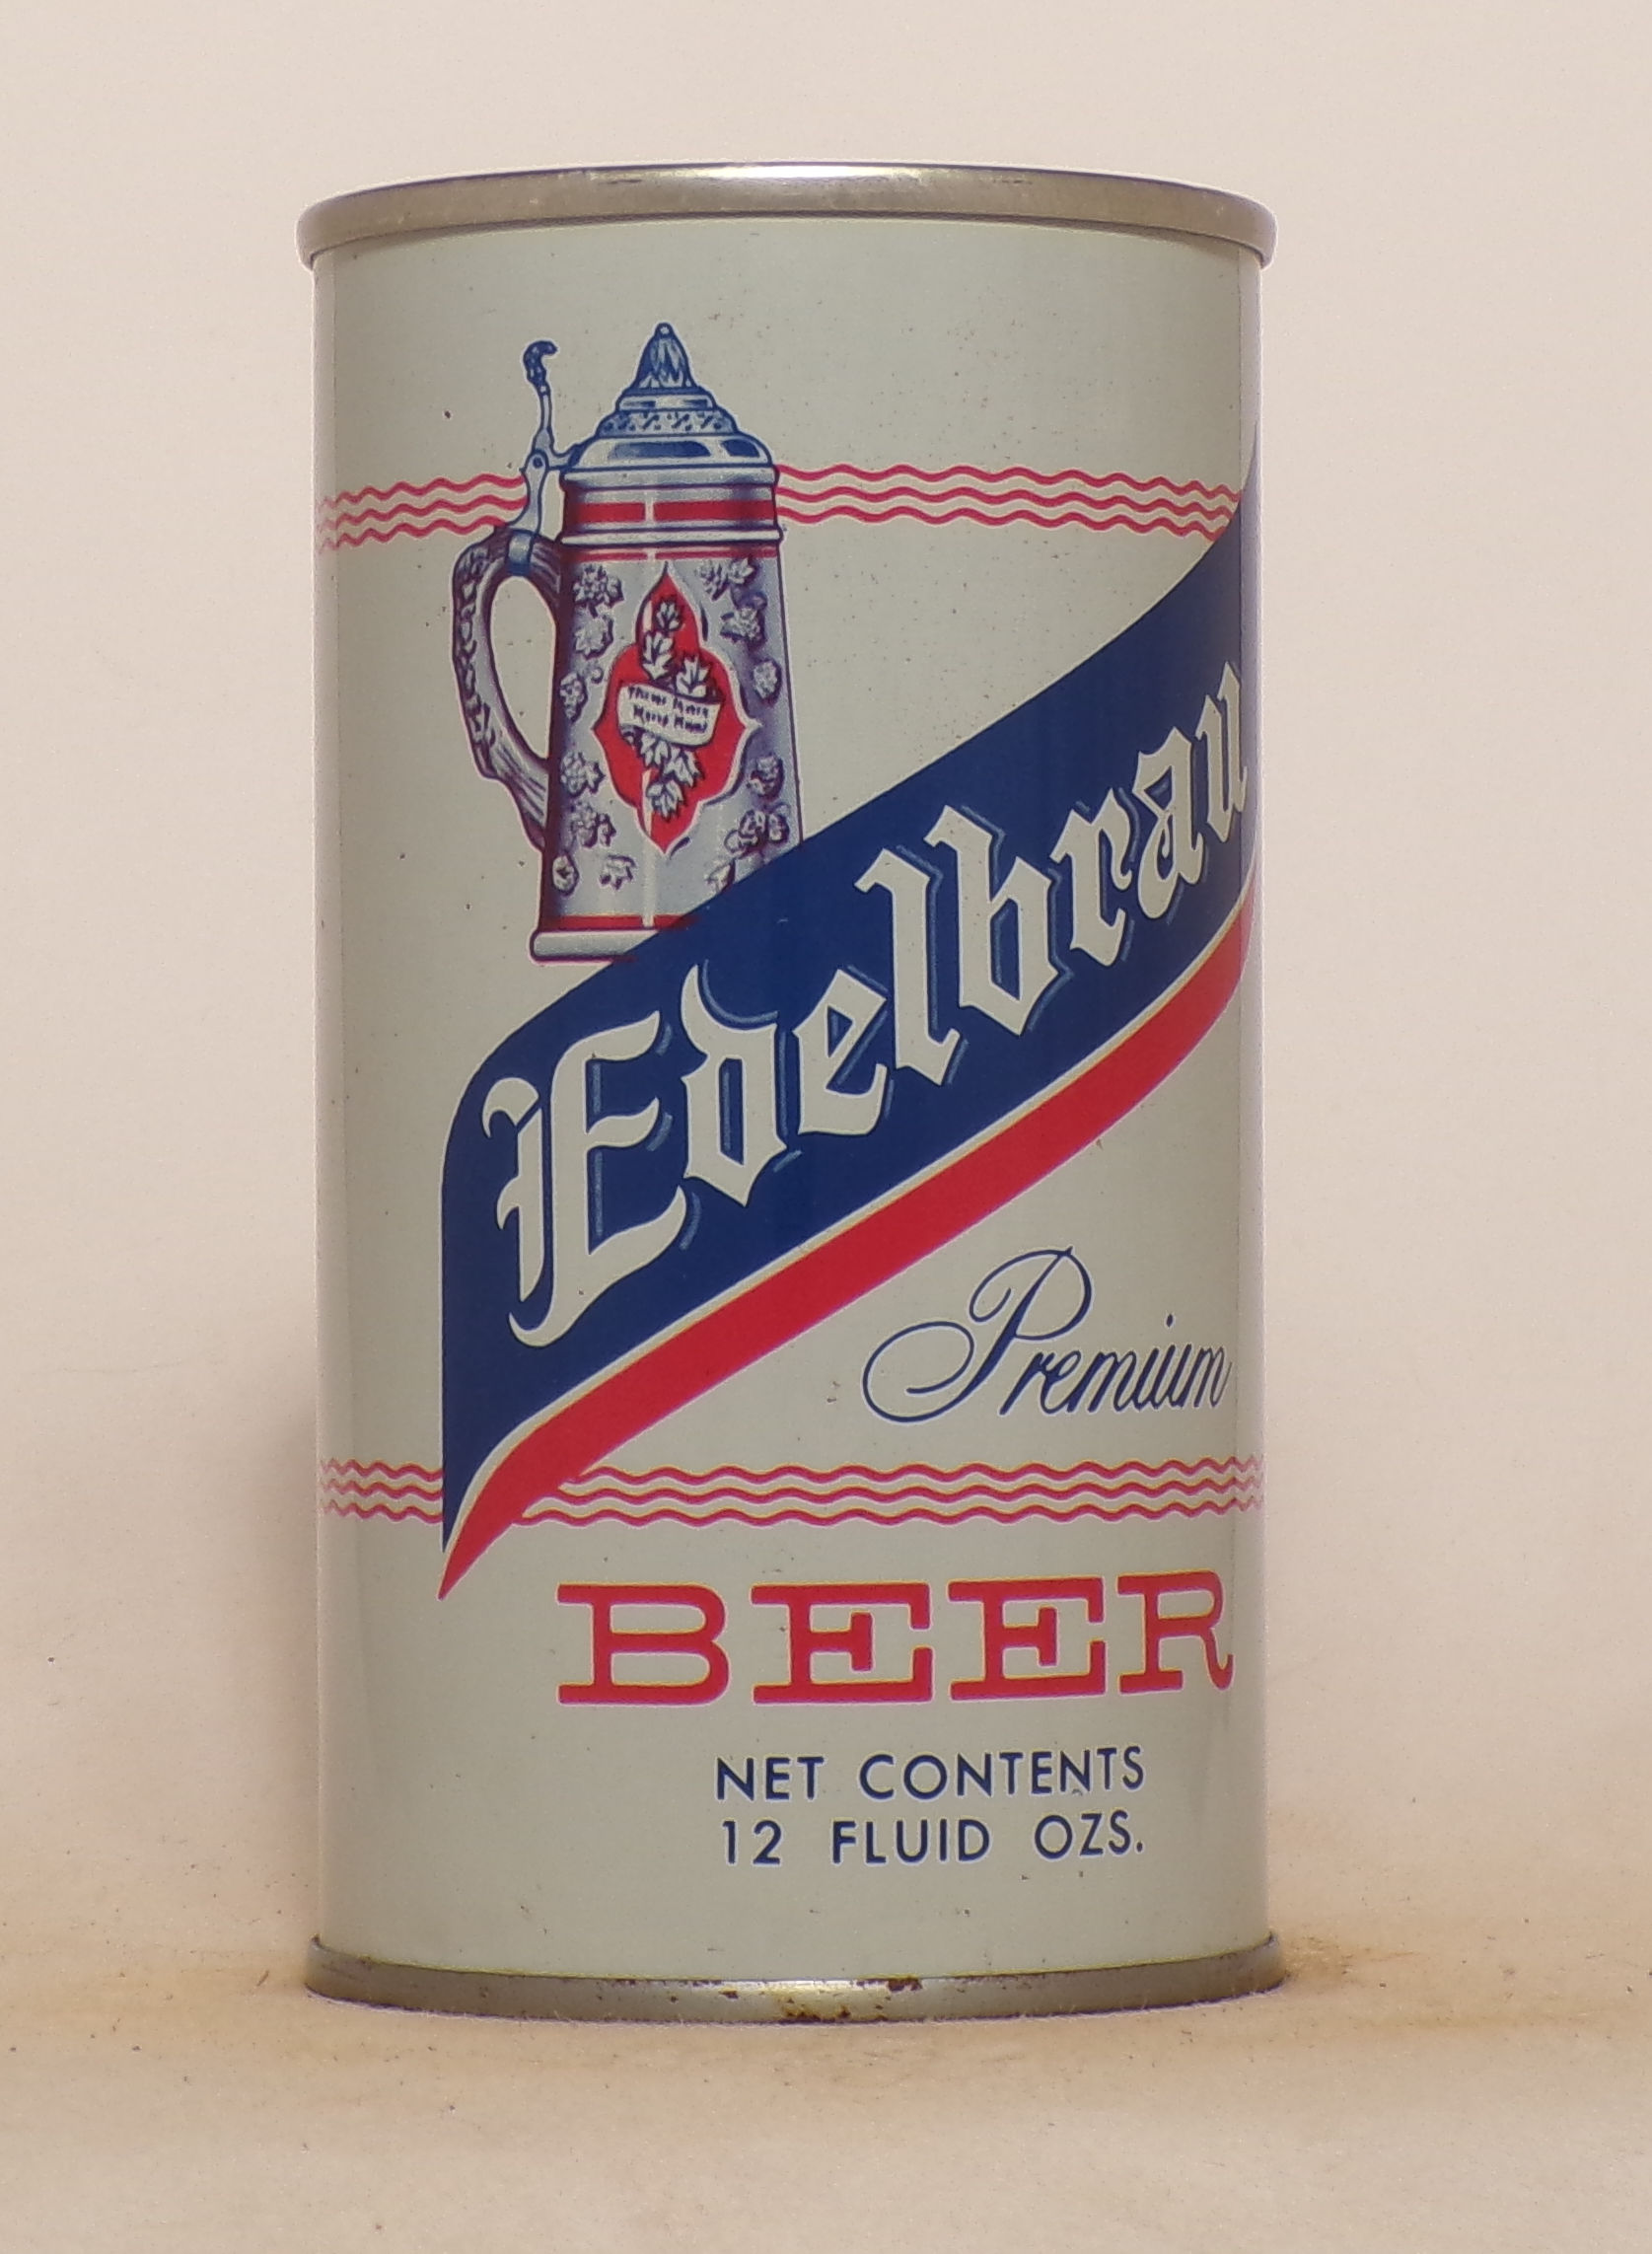 Edelbrau
Premium
BEER
NET CONTENTS
12 FLUID OZS.